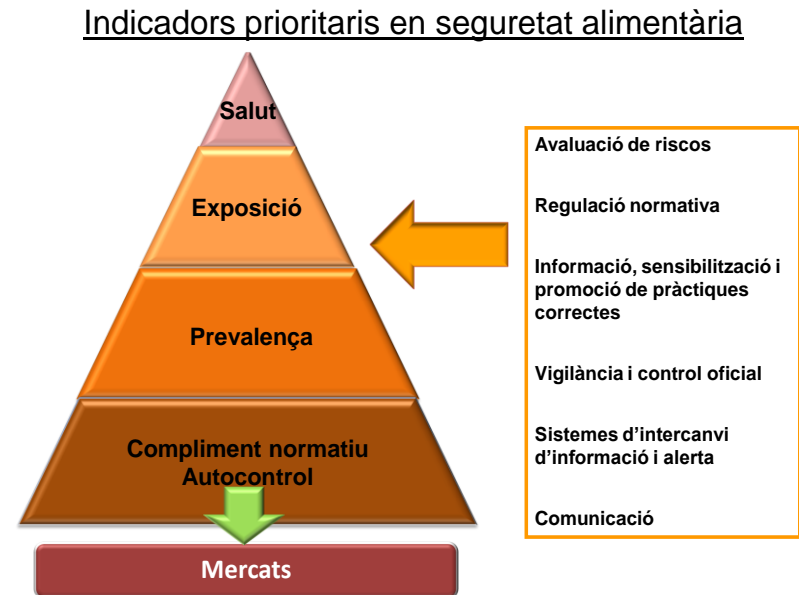 Indicadors prioritaris en seguretat alimentària
Salut
Exposició
Prevalença
Compliment normatiu
Autocontrol
Mercats
Avaluació de riscos
Regulació normativa
Informació, sensibilització i
promoció de pràctiques
correctes
Vigilància i control oficial
Sistemes d’intercanvi
d’informació i alerta
Comunicació